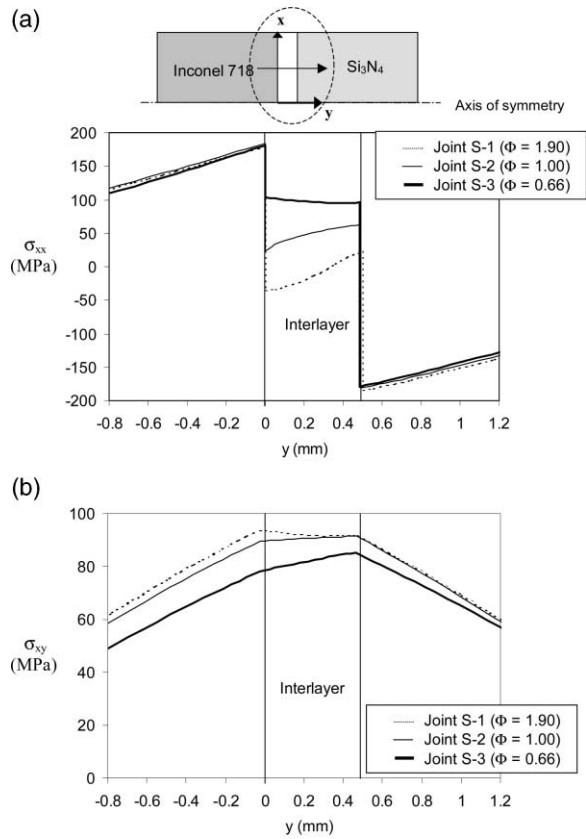 (a)
x
Inconel 718
Si₃N₄
y
Axis of symmetry
Joint S-1 (Φ = 1.90)
Joint S-2 (Φ = 1.00)
Joint S-3 (Φ = 0.66)
200
150
100
50
0
-50
-100
-150
-200
σxx
(MPa)
Interlayer
-0.8 -0.6 -0.4 -0.2 0 0.2 0.4 0.6 0.8 1 1.2
y (mm)
(b)
100
80
60
40
20
0
σxy
(MPa)
Interlayer
Joint S-1 (Φ = 1.90)
Joint S-2 (Φ = 1.00)
Joint S-3 (Φ = 0.66)
-0.8 -0.6 -0.4 -0.2 0 0.2 0.4 0.6 0.8 1 1.2
y (mm)